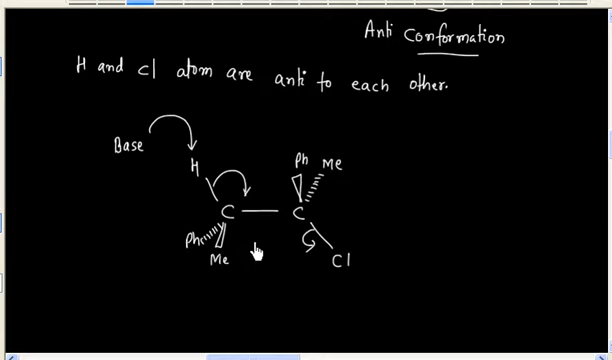 Anti Conformation
H and Cl atom are anti to each other.
Base
H
Ph Me
C C
Ph
Me
Cl